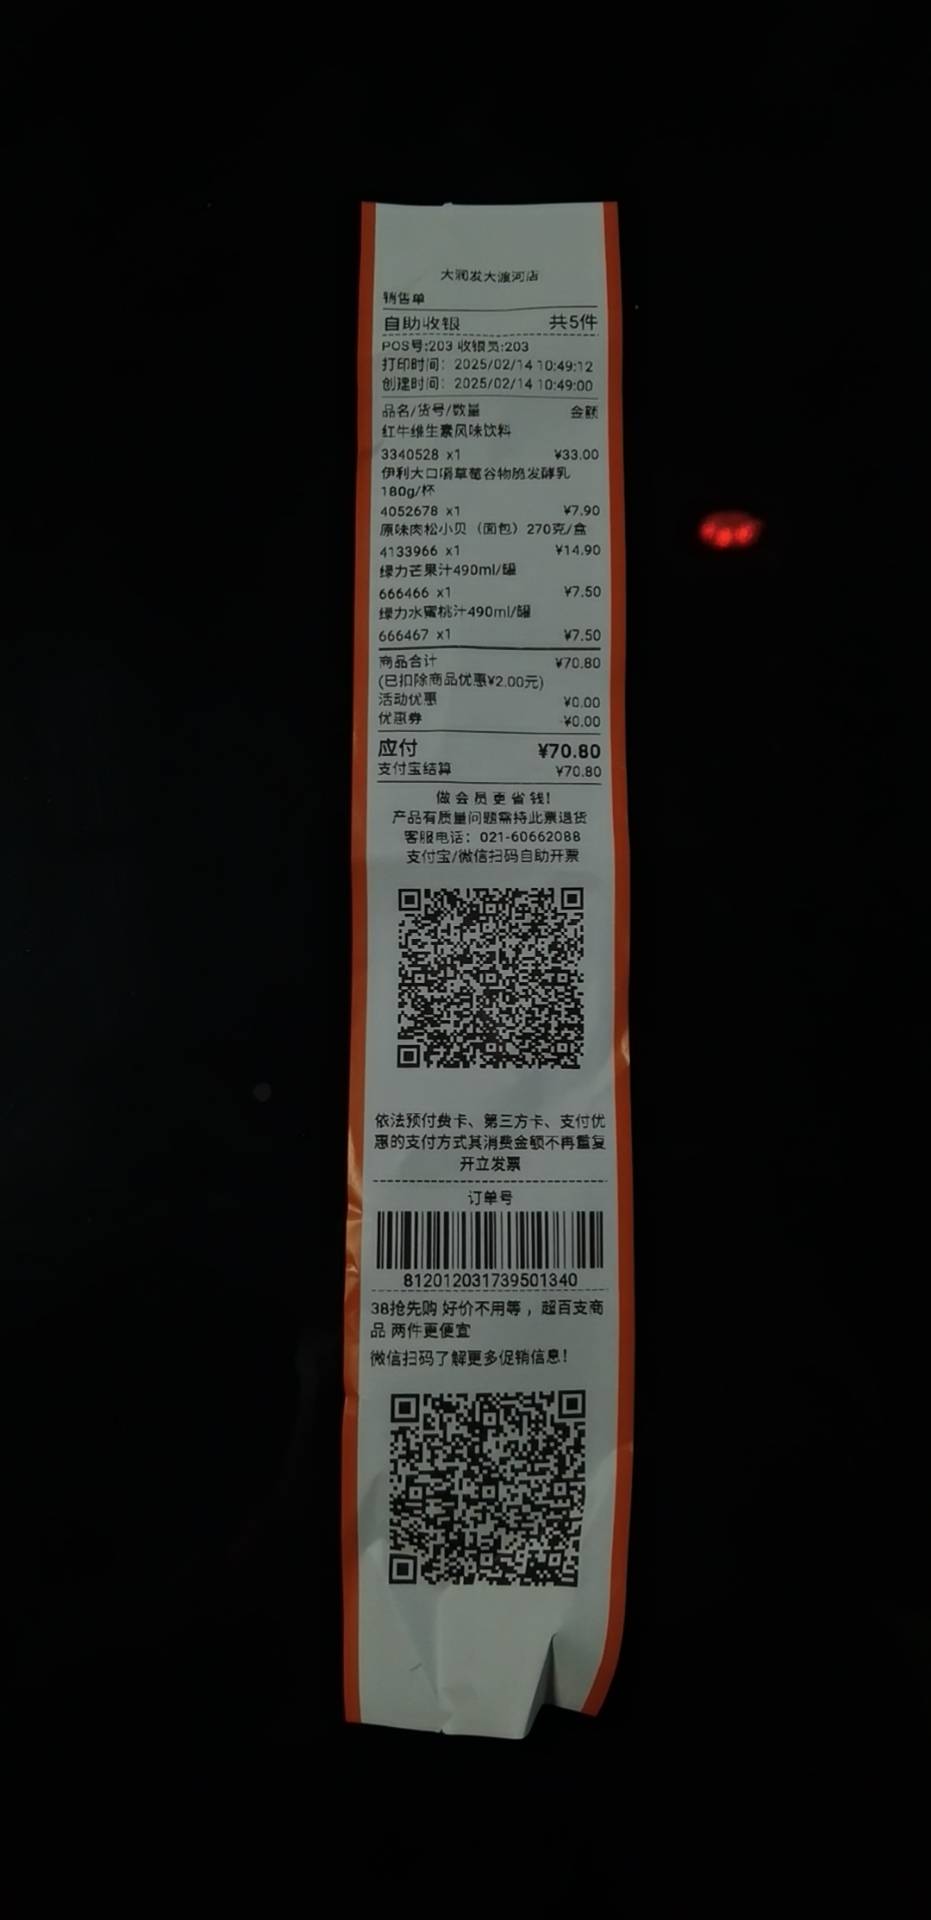 大润发大渡河店
销售单
自助收银 共5件
POS号:203 收银员:203
打印时间：2025/02/14 10:49:12
创建时间：2025/02/14 10:49:00
品名/货号/数量 金额
红牛维生素风味饮料
3340528 x1 ¥33.00
伊利大口嚼草莓谷物脆发酵乳
180g/杯
4052678 x1 ¥7.90
原味肉松小贝（面包）270克/盒
4133966 x1 ¥14.90
绿力芒果汁490ml/罐
666466 x1 ¥7.50
绿力水蜜桃汁490ml/罐
666467 x1 ¥7.50
商品合计 ¥70.80
(已扣除商品优惠¥2.00元)
活动优惠 ¥0.00
优惠券 -¥0.00
应付 ¥70.80
支付宝结算 ¥70.80
做会员更省钱!
产品有质量问题需持此票退货
客服电话：021-60662088
支付宝/微信扫码自助开票
依法预付费卡、第三方卡、支付优
惠的支付方式其消费金额不再重复
开立发票
订单号
812012031739501340
38抢先购 好价不用等，超百支商
品 两件更便宜
微信扫码了解更多促销信息!